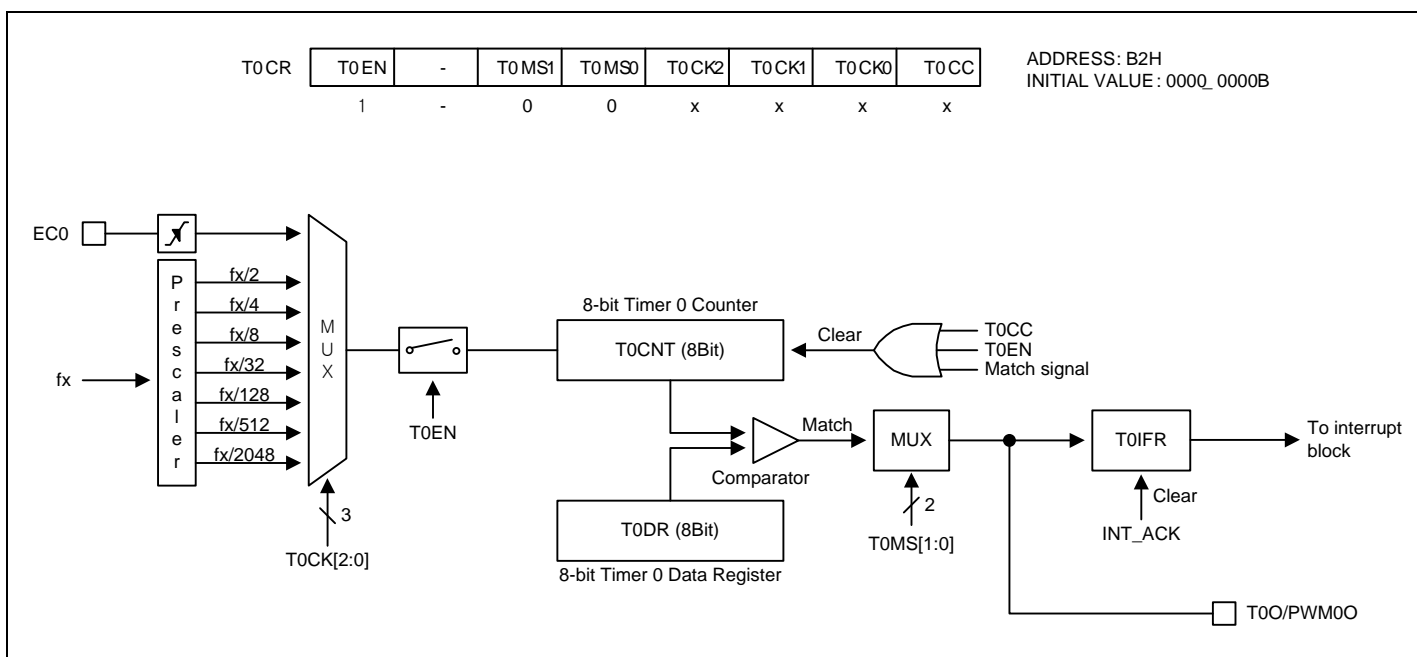 T0CR T0EN - T0MS1 T0MS0 T0CK2 T0CK1 T0CK0 T0CC
1 - 0 0 x x x x
ADDRESS: B2H
INITIAL VALUE : 0000_0000B
EC0
fx
Prescaler
fx/2
fx/4
fx/8
fx/32
fx/128
fx/512
fx/2048
MUX
3
T0CK[2:0]
T0EN
8-bit Timer 0 Counter
T0CNT (8Bit)
Clear
T0CC
T0EN
Match signal
Comparator
Match
T0DR (8Bit)
8-bit Timer 0 Data Register
MUX
2
T0MS[1:0]
T0IFR
Clear
INT_ACK
To interrupt
block
T0O/PWM0O